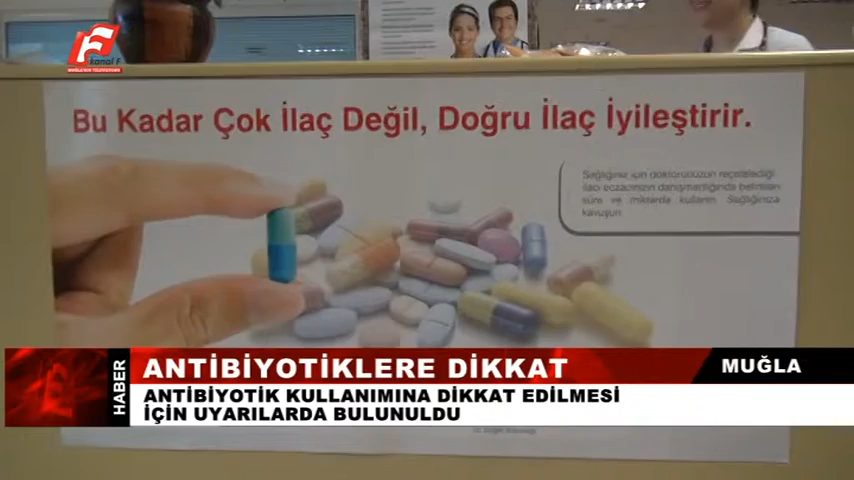 kanal F
Bu Kadar Çok İlaç Değil, Doğru İlaç İyileştirir.
Sağlığınız için doktorunuzun reçetelediği
ilacı eczacınızın danışmanlığında belirtilen
süre ve miktarda kullanın. Sağlığınıza
kavuşun.
HABER
ANTİBİYOTİKLERE DİKKAT
MUĞLA
ANTİBİYOTİK KULLANIMINA DİKKAT EDİLMESİ
İÇİN UYARILARDA BULUNULDU